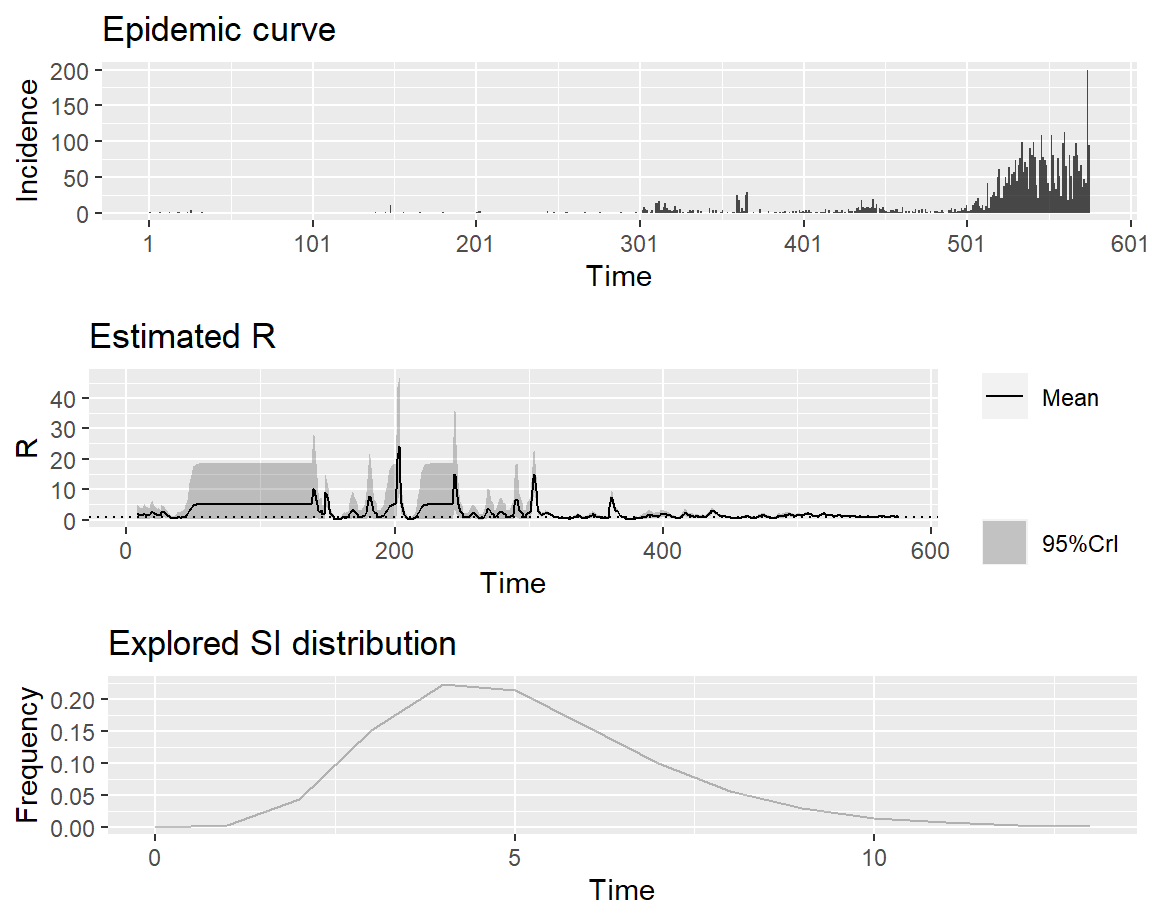 Epidemic curve
200
150
100
50
0
Incidence
1 101 201 301 401 501 601
Time
Estimated R
40
30
20
10
0
R
0 200 400 600
Time
Mean
95%CrI
Explored SI distribution
0.20
0.15
0.10
0.05
0.00
Frequency
0 5 10
Time